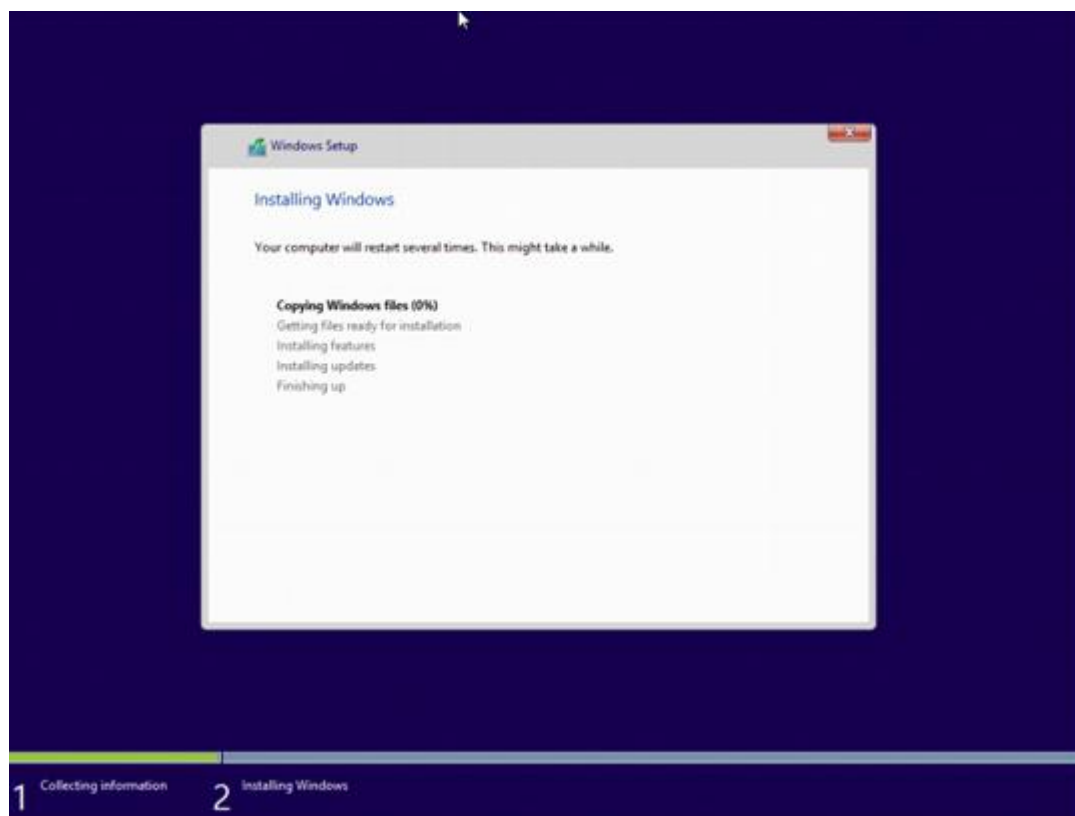 Windows Setup
Installing Windows
Your computer will restart several times. This might take a while.
Copying Windows files (0%)
Getting files ready for installation
Installing features
Installing updates
Finishing up
1 Collecting information
2 Installing Windows